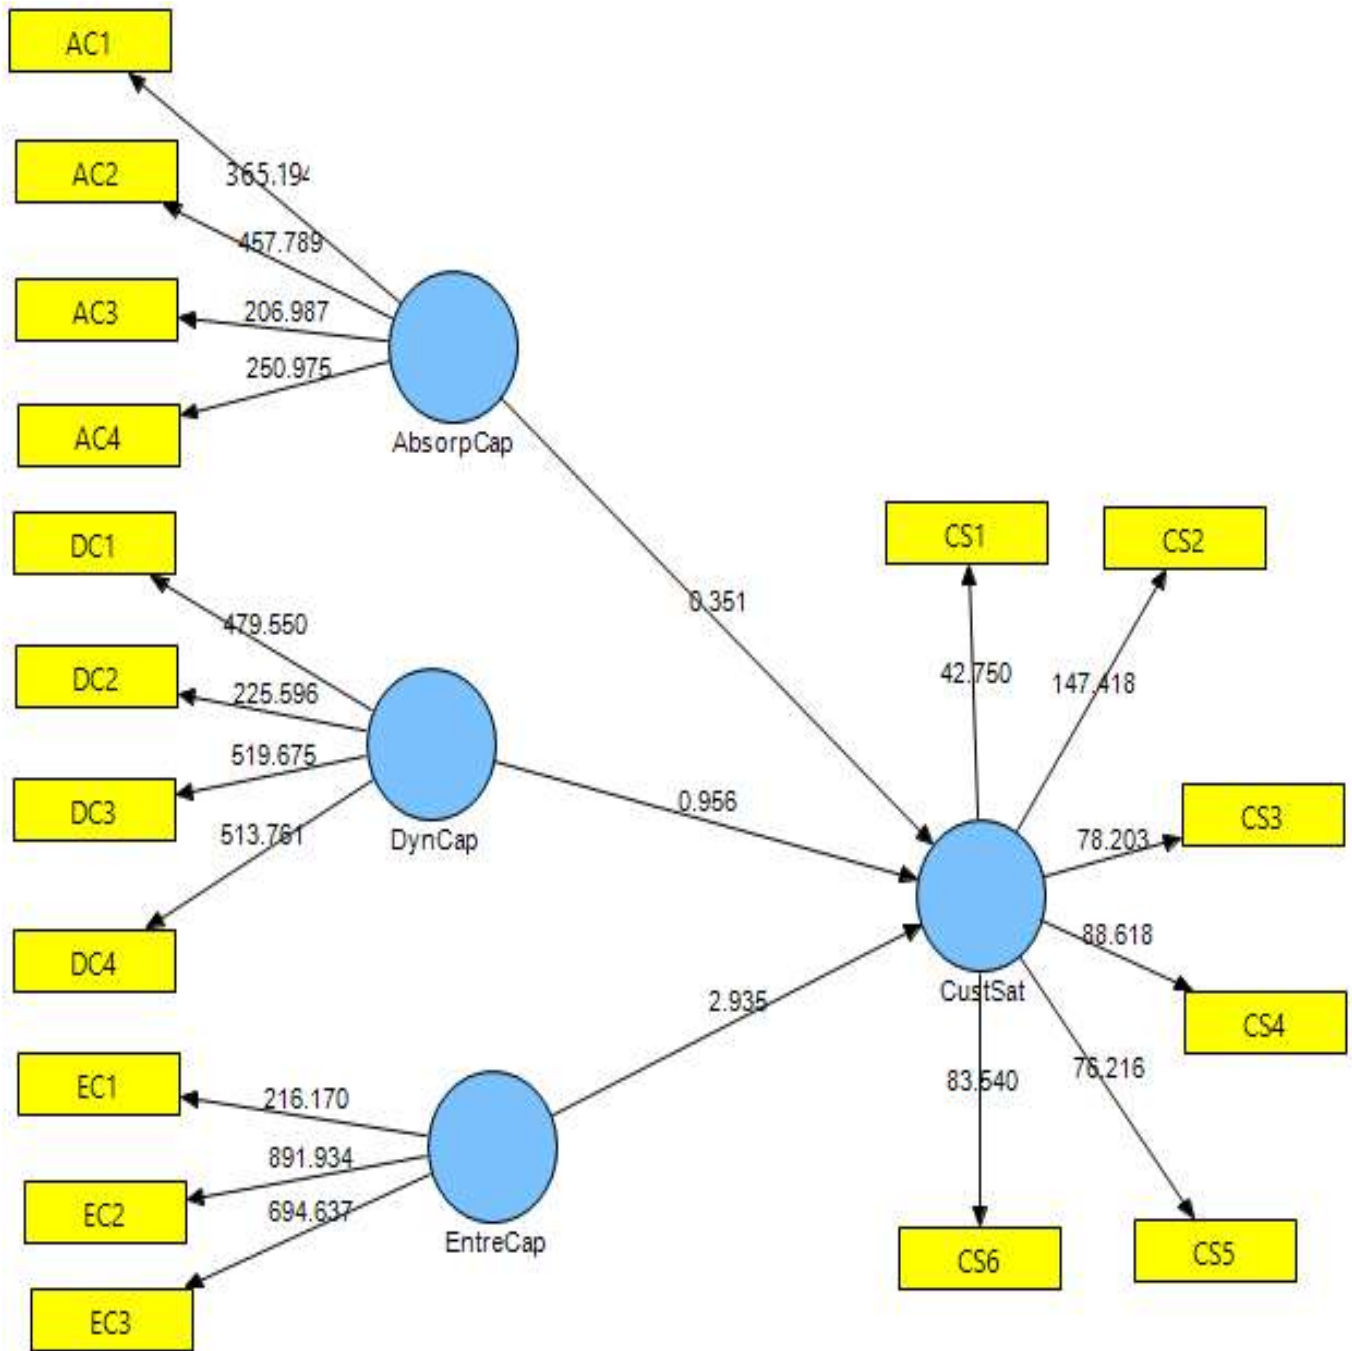 AC1
365.194
AC2
457.789
AC3
206.987
AC4
250.975
AbsorpCap
DC1
479.550
DC2
225.596
DC3
519.675
DC4
513.761
DynCap
EC1
216.170
EC2
891.934
EC3
694.637
EntreCap
0.351
0.956
2.935
CS1
42.750
CS2
147.418
CS3
78.203
CS4
88.618
CustSat
CS5
76.216
CS6
83.540